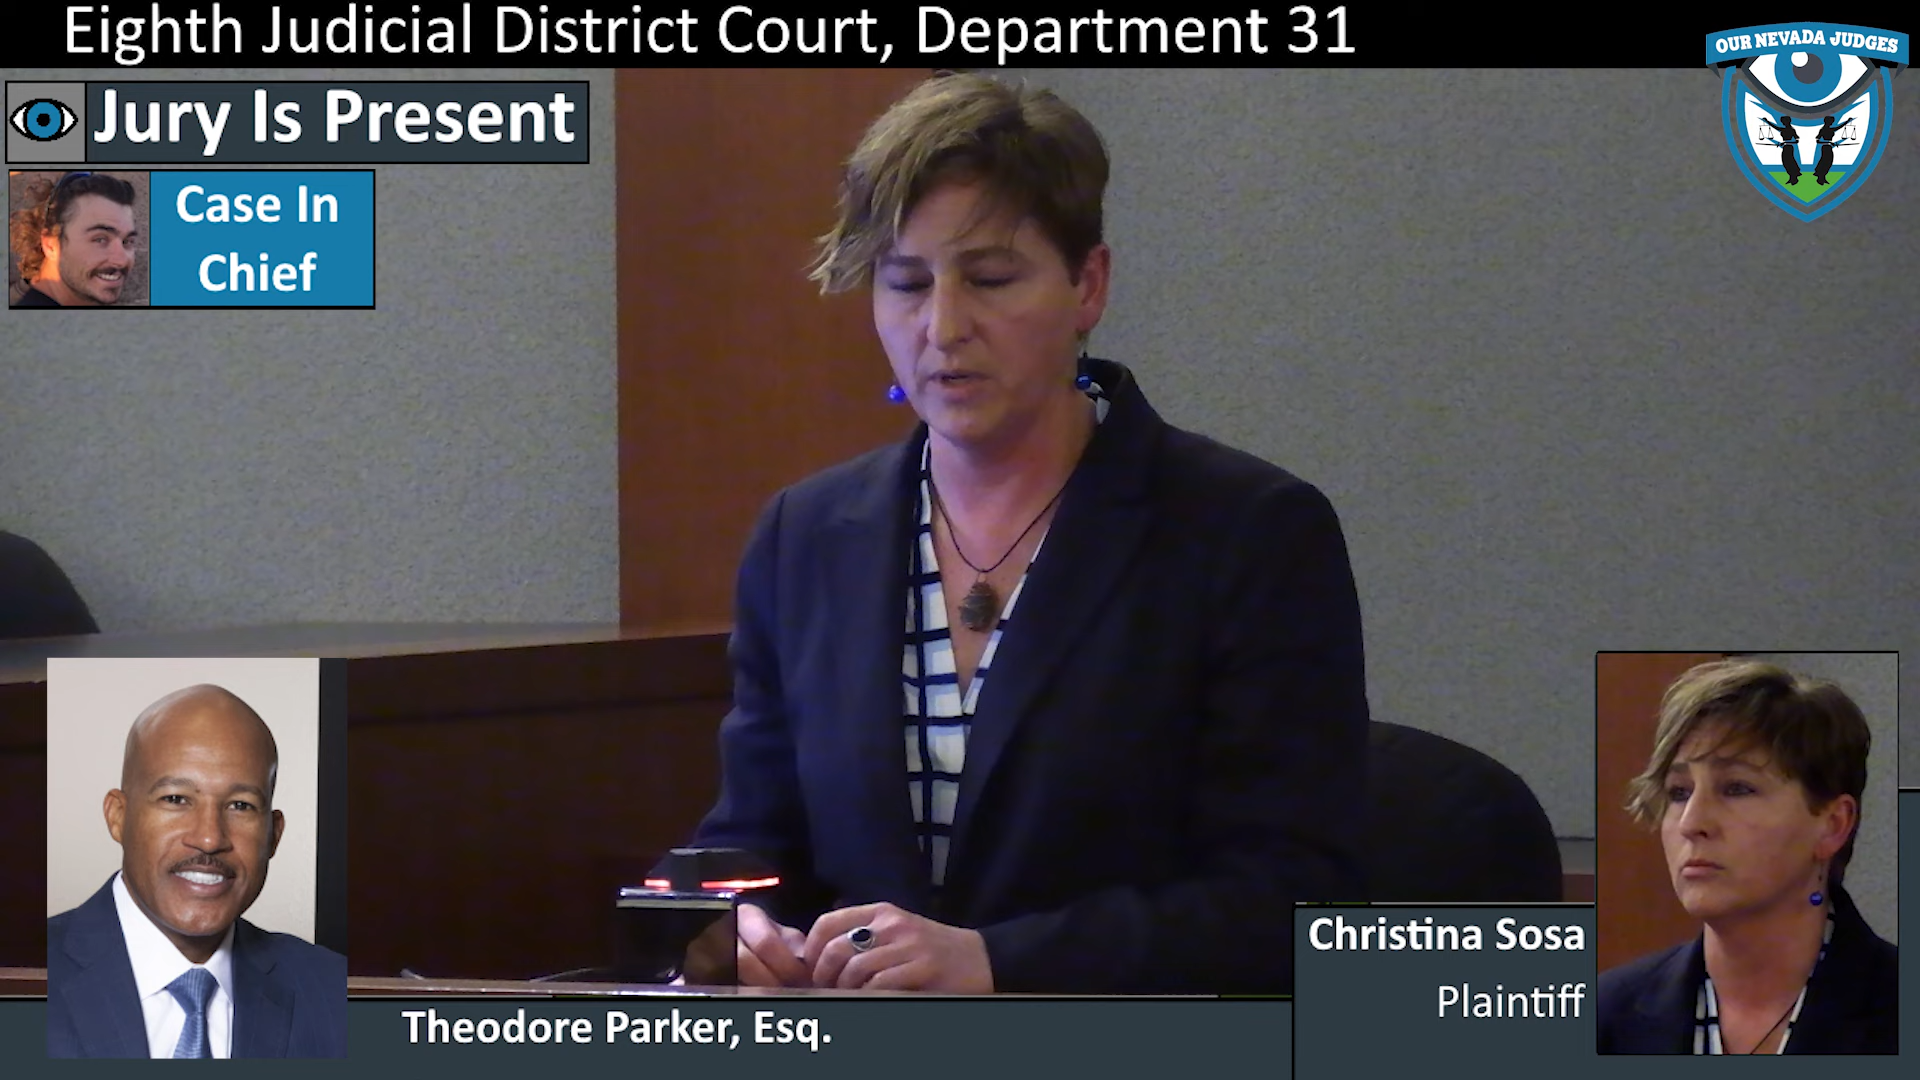 Eighth Judicial District Court, Department 31
OUR NEVADA JUDGES
Jury Is Present
Case In
Chief
Christina Sosa
Plaintiff
Theodore Parker, Esq.